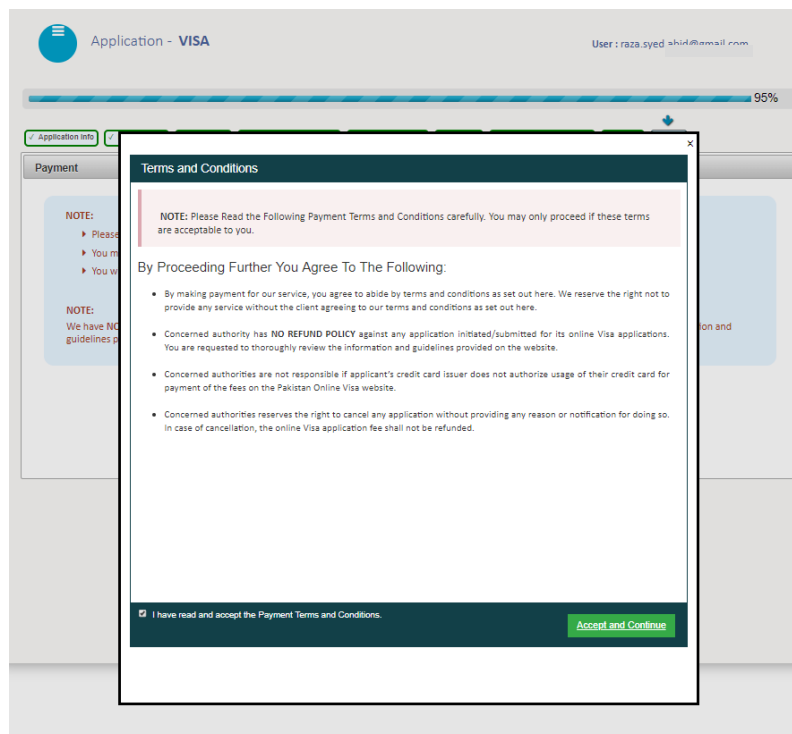 Application - VISA
User : raza.syed
95%
Application Info
Payment
x
Terms and Conditions
NOTE: Please Read the Following Payment Terms and Conditions carefully. You may only proceed if these terms
are acceptable to you.
By Proceeding Further You Agree To The Following:
By making payment for our service, you agree to abide by terms and conditions as set out here. We reserve the right not to
provide any service without the client agreeing to our terms and conditions as set out here.
Concerned authority has NO REFUND POLICY against any application initiated/submitted for its online Visa applications.
You are requested to thoroughly review the information and guidelines provided on the website.
Concerned authorities are not responsible if applicant's credit card issuer does not authorize usage of their credit card for
payment of the fees on the Pakistan Online Visa website.
Concerned authorities reserves the right to cancel any application without providing any reason or notification for doing so.
In case of cancellation, the online Visa application fee shall not be refunded.
I have read and accept the Payment Terms and Conditions.
Accept and Continue
NOTE:
Please
You m
You w
NOTE:
We have NO
ion and
guidelines p